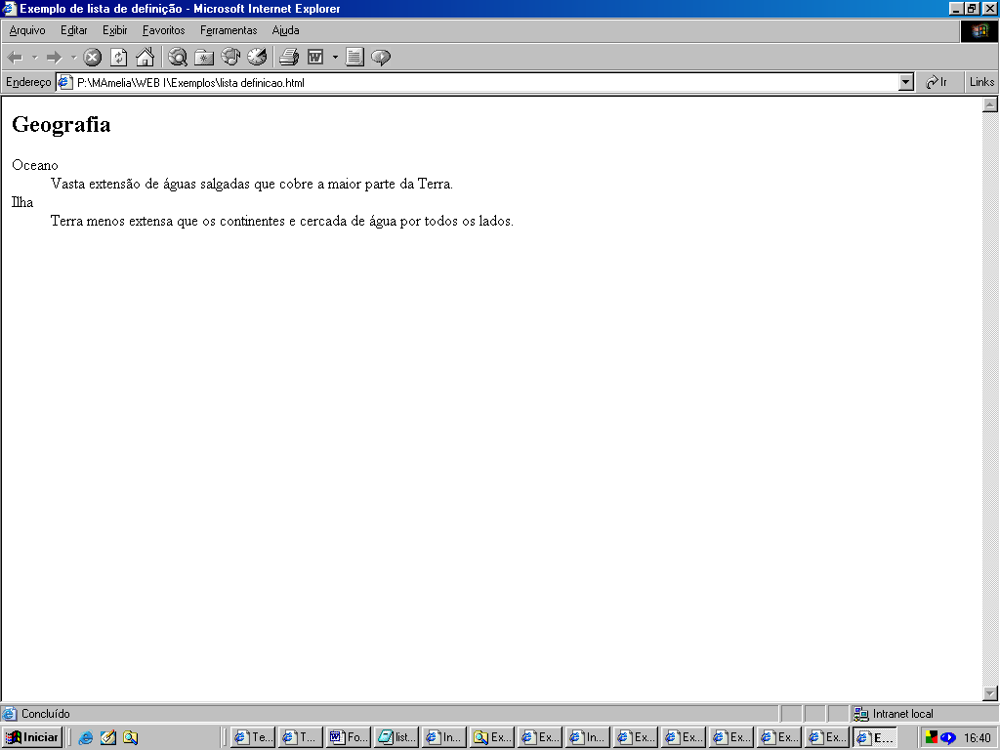 Exemplo de lista de definição - Microsoft Internet Explorer
Arquivo Editar Exibir Favoritos Ferramentas Ajuda
Endereço P:\MAmelia\WEB I\Exemplos\lista definicao.html Ir Links
Geografia
Oceano
Vasta extensão de águas salgadas que cobre a maior parte da Terra.
Ilha
Terra menos extensa que os continentes e cercada de água por todos os lados.
Concluído Intranet local
Iniciar Te... T... Fo... list... In... Ex... Ex... In... Ex... Ex... Ex... Ex... Ex... E... 16:40